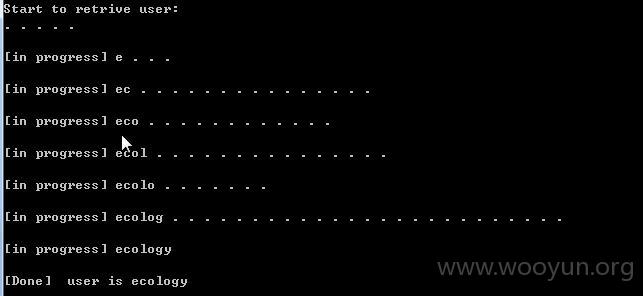 Start to retrive user:
. . . . .
[in progress] e . . .
[in progress] ec . . . . . . . . . . . . . . .
[in progress] eco . . . . . . . . . . . .
[in progress] ecol . . . . . . . . . . . . . . .
[in progress] ecolo . . . . . . .
[in progress] ecolog . . . . . . . . . . . . . . . . . . . . . . . . .
[in progress] ecology
[Done]  user is ecology
www.wooyun.org